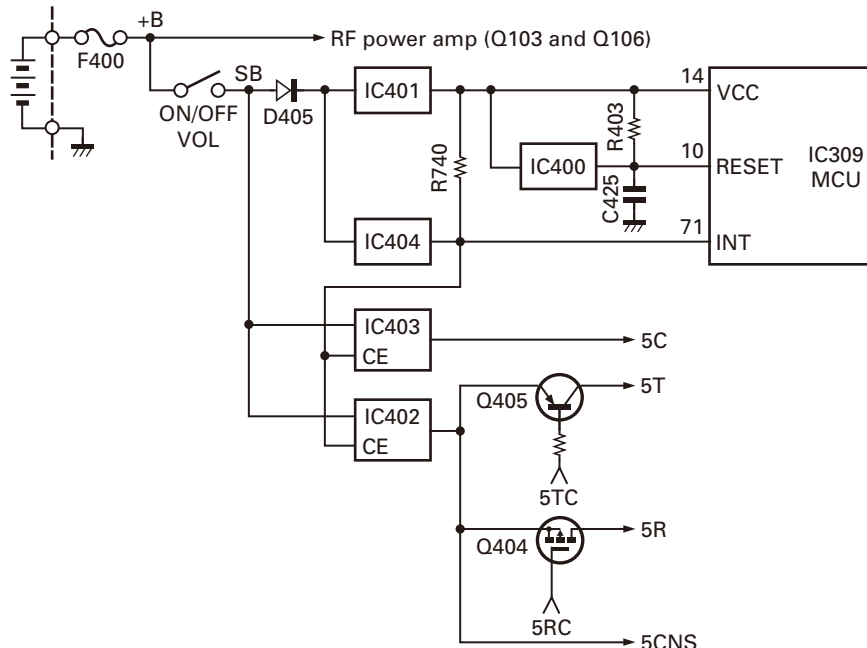 +B
F400
RF power amp (Q103 and Q106)
SB
ON/OFF
VOL
D405
IC401
14
VCC
R403
IC309
MCU
R740
IC400
10
RESET
C425
IC404
71
INT
IC403
CE
5C
Q405
5T
IC402
CE
5TC
Q404
5R
5RC
5CNS